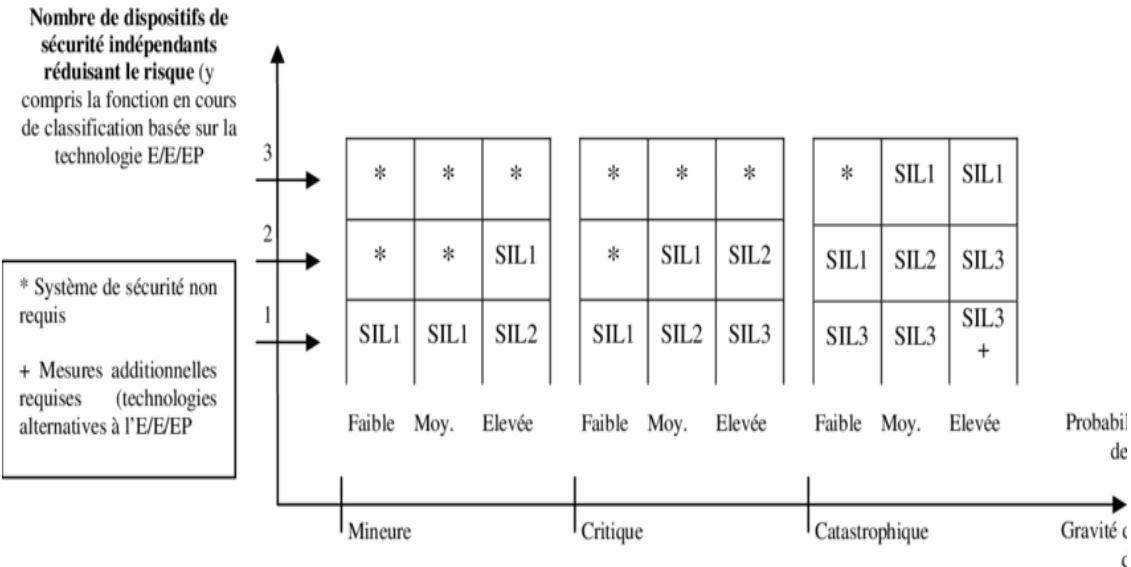 Nombre de dispositifs de
sécurité indépendants
réduisant le risque (y
compris la fonction en cours
de classification basée sur la
technologie E/E/EP
* Système de sécurité non
requis
+ Mesures additionnelles
requises (technologies
alternatives à l'E/E/EP
3
* * * * * * * SIL1 SIL1
2
* * SIL1 * SIL1 SIL2 SIL1 SIL2 SIL3
1
SIL1 SIL1 SIL2 SIL1 SIL2 SIL3 SIL3 SIL3 SIL3
+
Faible Moy. Elevée Faible Moy. Elevée Faible Moy. Elevée Probabil
de
Mineure Critique Catastrophique Gravité